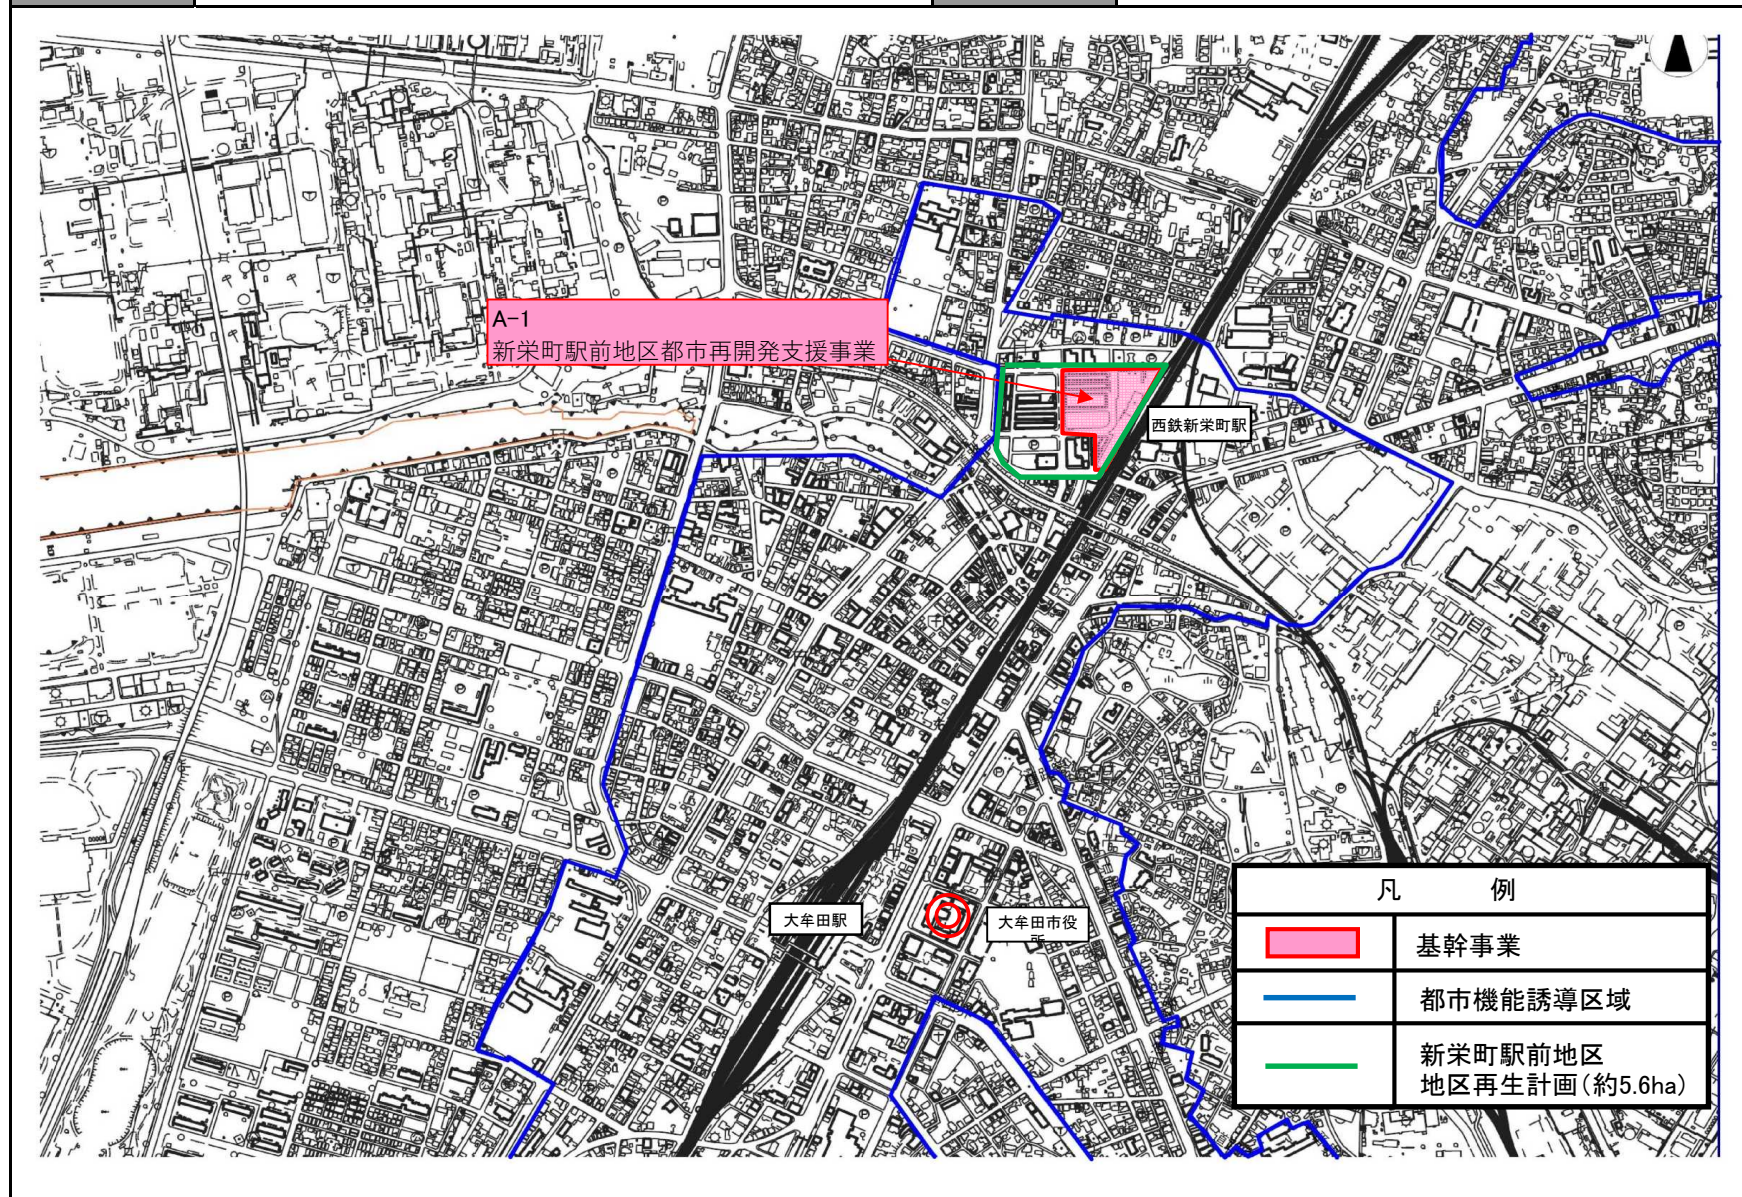 A-1
新栄町駅前地区都市再開発支援事業
西鉄新栄町駅
大牟田駅
大牟田市役
所
凡 例
基幹事業
都市機能誘導区域
新栄町駅前地区
地区再生計画（約5.6ha）